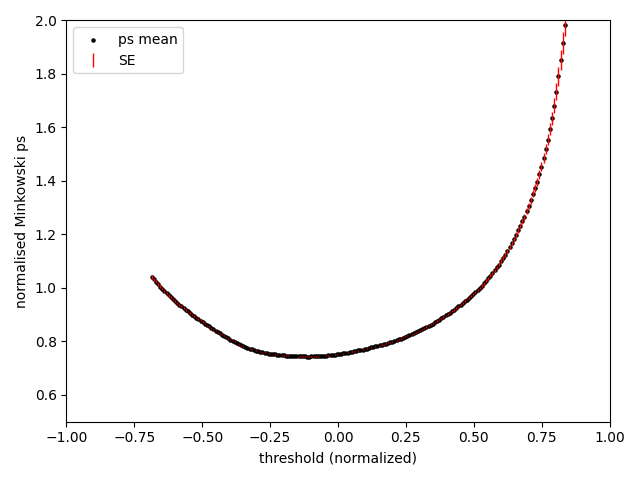 ps mean
SE
normalised Minkowski ps
2.0
1.8
1.6
1.4
1.2
1.0
0.8
0.6
−1.00 −0.75 −0.50 −0.25 0.00 0.25 0.50 0.75 1.00
threshold (normalized)